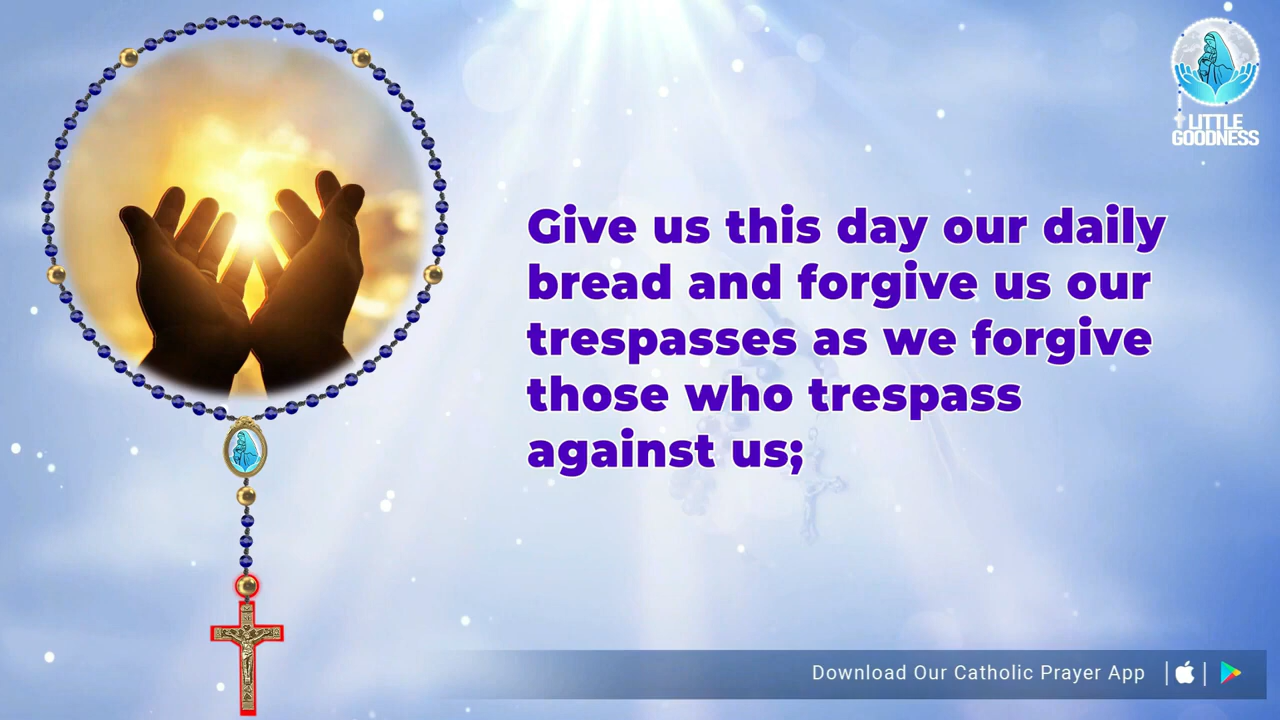 LITTLE
GOODNESS
Give us this day our daily
bread and forgive us our
trespasses as we forgive
those who trespass
against us;
Download Our Catholic Prayer App